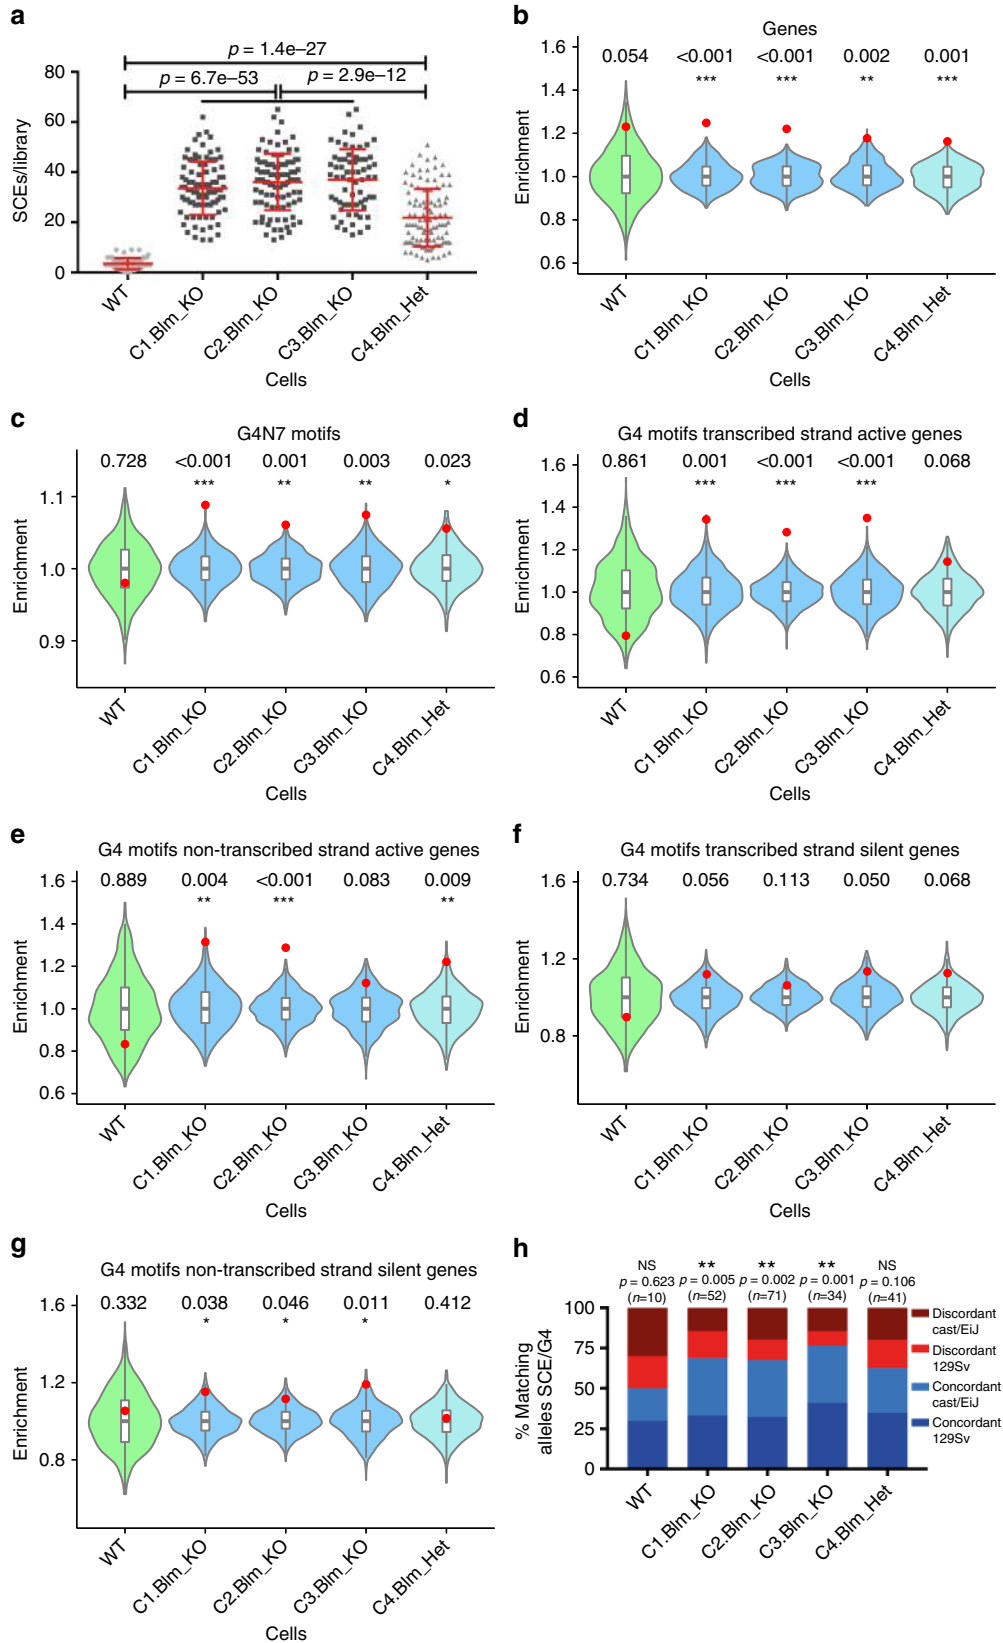 a
p = 1.4e–27
p = 6.7e–53
p = 2.9e–12
SCEs/library
80
60
40
20
0
WT
C1.Blm_KO
C2.Blm_KO
C3.Blm_KO
C4.Blm_Het
Cells
b
Genes
0.054 <0.001 <0.001 0.002 0.001
*** *** ** ***
Enrichment
1.6
1.4
1.2
1.0
0.8
0.6
WT
C1.Blm_KO
C2.Blm_KO
C3.Blm_KO
C4.Blm_Het
Cells
c
G4N7 motifs
0.728 <0.001 0.001 0.003 0.023
*** ** ** *
Enrichment
1.1
1.0
0.9
WT
C1.Blm_KO
C2.Blm_KO
C3.Blm_KO
C4.Blm_Het
Cells
d
G4 motifs transcribed strand active genes
0.861 0.001 <0.001 <0.001 0.068
*** *** ***
Enrichment
1.6
1.4
1.2
1.0
0.8
0.6
WT
C1.Blm_KO
C2.Blm_KO
C3.Blm_KO
C4.Blm_Het
Cells
e
G4 motifs non-transcribed strand active genes
0.889 0.004 <0.001 0.083 0.009
** *** **
Enrichment
1.6
1.4
1.2
1.0
0.8
0.6
WT
C1.Blm_KO
C2.Blm_KO
C3.Blm_KO
C4.Blm_Het
Cells
f
G4 motifs transcribed strand silent genes
0.734 0.056 0.113 0.050 0.068
Enrichment
1.6
1.2
0.8
WT
C1.Blm_KO
C2.Blm_KO
C3.Blm_KO
C4.Blm_Het
Cells
g
G4 motifs non-transcribed strand silent genes
0.332 0.038 0.046 0.011 0.412
* * *
Enrichment
1.6
1.2
0.8
WT
C1.Blm_KO
C2.Blm_KO
C3.Blm_KO
C4.Blm_Het
Cells
h
NS ** ** ** NS
p = 0.623 p = 0.005 p = 0.002 p = 0.001 p = 0.106
(n=10) (n=52) (n=71) (n=34) (n=41)
% Matching
alleles SCE/G4
100
75
50
25
0
Discordant
cast/EiJ
Discordant
129Sv
Concordant
cast/EiJ
Concordant
129Sv
WT
C1.Blm_KO
C2.Blm_KO
C3.Blm_KO
C4.Blm_Het